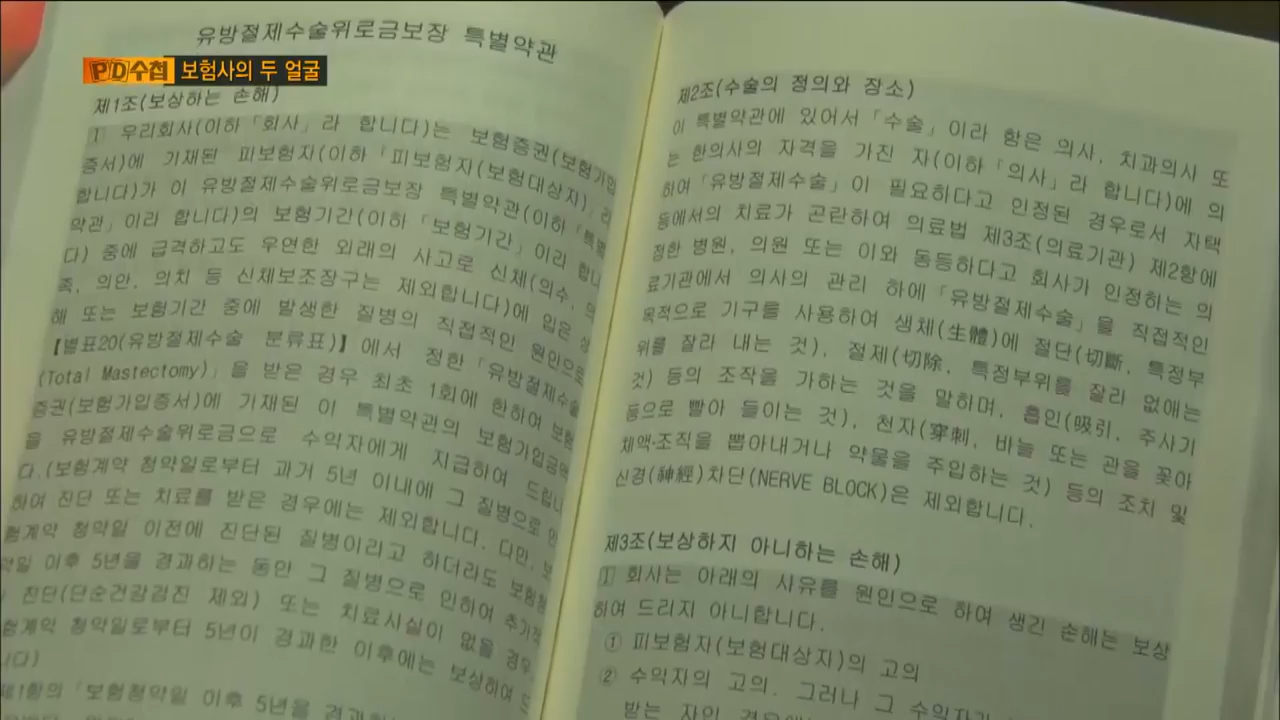 PD수첩 보험사의 두 얼굴
유방절제수술위로금보장 특별약관
제1조(보상하는 손해)
1 우리회사(이하「회사」라 합니다)는 보험증권(보험가입
증서)에 기재된 피보험자(이하「피보험자(보험대상자)」라
합니다)가 이 유방절제수술위로금보장 특별약관(이하「특별
약관」이라 합니다)의 보험기간(이하「보험기간」이라 합니
다) 중에 급격하고도 우연한 외래의 사고로 신체(의수, 의
족, 의안, 의치 등 신체보조장구는 제외합니다)에 입은 상
해 또는 보험기간 중에 발생한 질병의 직접적인 원인으로
【별표20(유방절제수술 분류표)】에서 정한「유방절제수술
(Total Mastectomy)」을 받은 경우 최초 1회에 한하여 보험
증권(보험가입증서)에 기재된 이 특별약관의 보험가입금액
을 유방절제수술위로금으로 수익자에게 지급하여 드립니
다.(보험계약 청약일로부터 과거 5년 이내에 그 질병으로 인
하여 진단 또는 치료를 받은 경우에는 제외합니다. 다만, 보
험계약 청약일 이전에 진단된 질병이라고 하더라도 보험청
약일 이후 5년을 경과하는 동안 그 질병으로 인하여 추가적
진단(단순건강검진 제외) 또는 치료사실이 없을 경우,
험계약 청약일로부터 5년이 경과한 이후에는 보상하여 드
니다)
제1항의「보험청약일 이후 5년을 경과하는
제2조(수술의 정의와 장소)
이 특별약관에 있어서「수술」이라 함은 의사, 치과의사 또
는 한의사의 자격을 가진 자(이하「의사」라 합니다)에 의
하여「유방절제수술」이 필요하다고 인정된 경우로서 자택
등에서의 치료가 곤란하여 의료법 제3조(의료기관) 제2항에
정한 병원, 의원 또는 이와 동등하다고 회사가 인정하는 의
료기관에서 의사의 관리 하에「유방절제수술」을 직접적인
목적으로 기구를 사용하여 생체(生體)에 절단(切斷, 특정부
위를 잘라 내는 것), 절제(切除, 특정부위를 잘라 없애는
것) 등의 조작을 가하는 것을 말하며, 흡인(吸引, 주사기
등으로 빨아 들이는 것), 천자(穿刺, 바늘 또는 관을 꽂아
체액·조직을 뽑아내거나 약물을 주입하는 것) 등의 조치 및
신경(神經)차단(NERVE BLOCK)은 제외합니다.
제3조(보상하지 아니하는 손해)
1 회사는 아래의 사유를 원인으로 하여 생긴 손해는 보상
하여 드리지 아니합니다.
① 피보험자(보험대상자)의 고의
② 수익자의 고의. 그러나 그 수익자가
받는 자인 경우에는